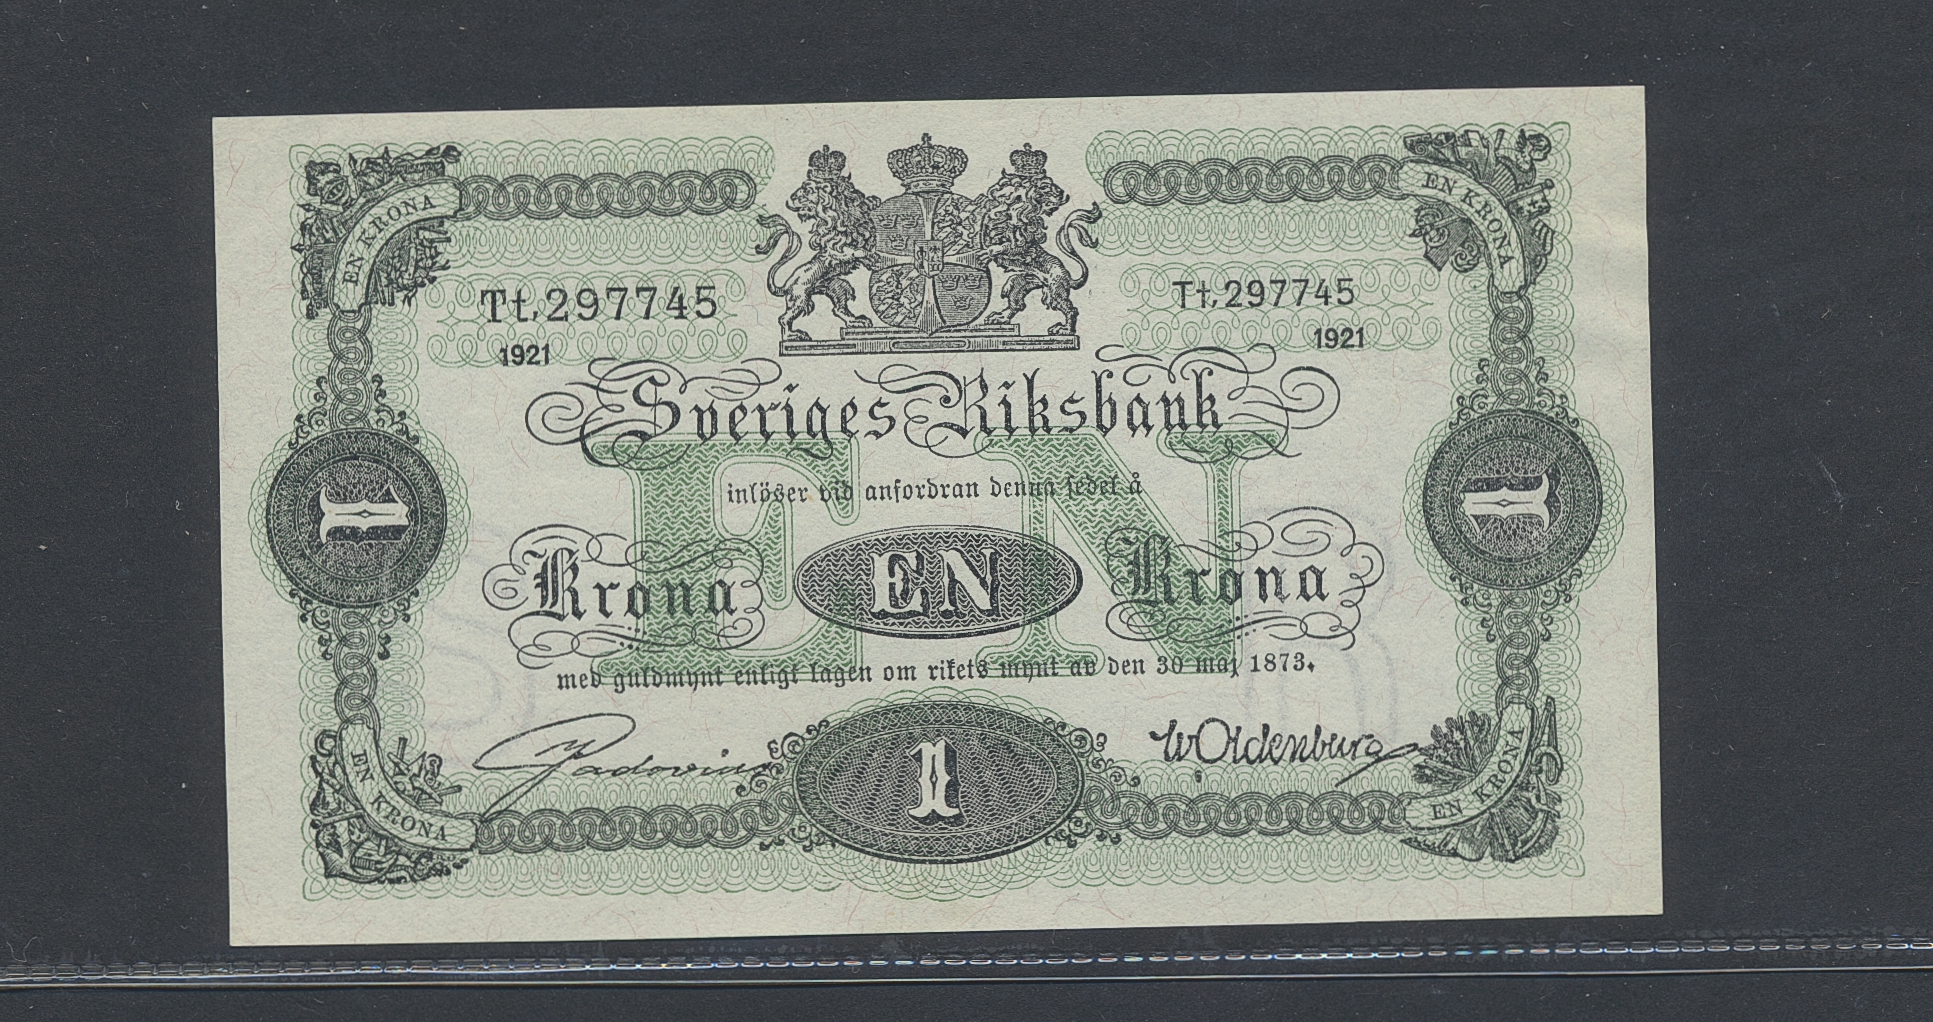 EN KRONA
EN KRONA
Tt,297745
Tt,297745
1921
1921
Sveriges Riksbank
inlöser vid anfordran denna sedel å
1
1
Krona EN Krona
EN
med guldmynt enligt lagen om rikets mynt av den 30 maj 1873.
WOldenburg
EN KRONA
1
EN KRONA